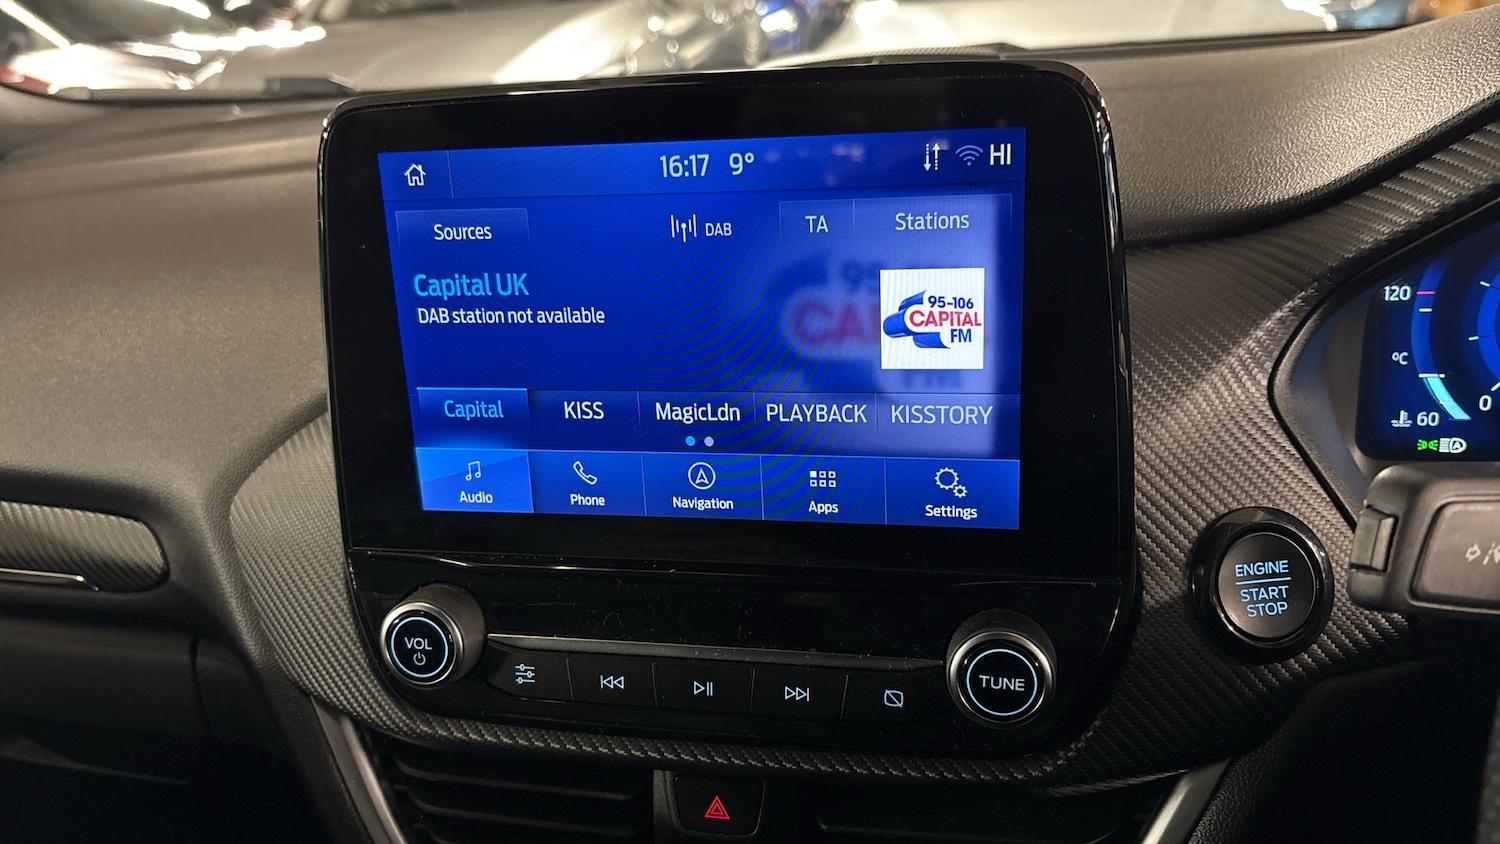 16:17 9° HI
Sources DAB TA Stations
Capital UK
DAB station not available
95-106
CAPITAL
FM
Capital KISS MagicLdn PLAYBACK KISSTORY
Audio Phone Navigation Apps Settings
VOL
TUNE
ENGINE
START
STOP
120
°C
60
0